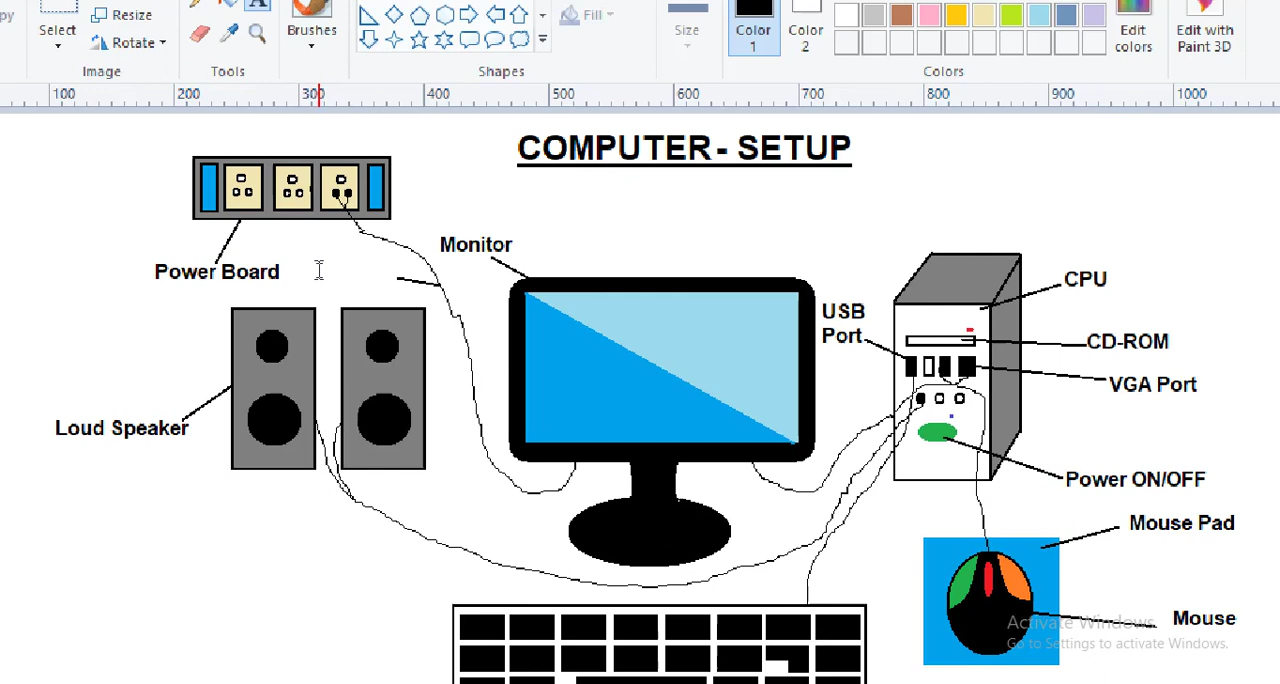 py
Resize
Select
Rotate
Image
A
Tools
Brushes
Shapes
Fill
Size
Color
1
Color
2
Edit
colors
Edit with
Paint 3D
Colors
100
200
300
400
500
600
700
800
900
1000
COMPUTER - SETUP
Power Board
Monitor
Loud Speaker
USB
Port
CPU
CD-ROM
VGA Port
Power ON/OFF
Mouse Pad
Mouse
Activate Windows
Go to Settings to activate Windows.